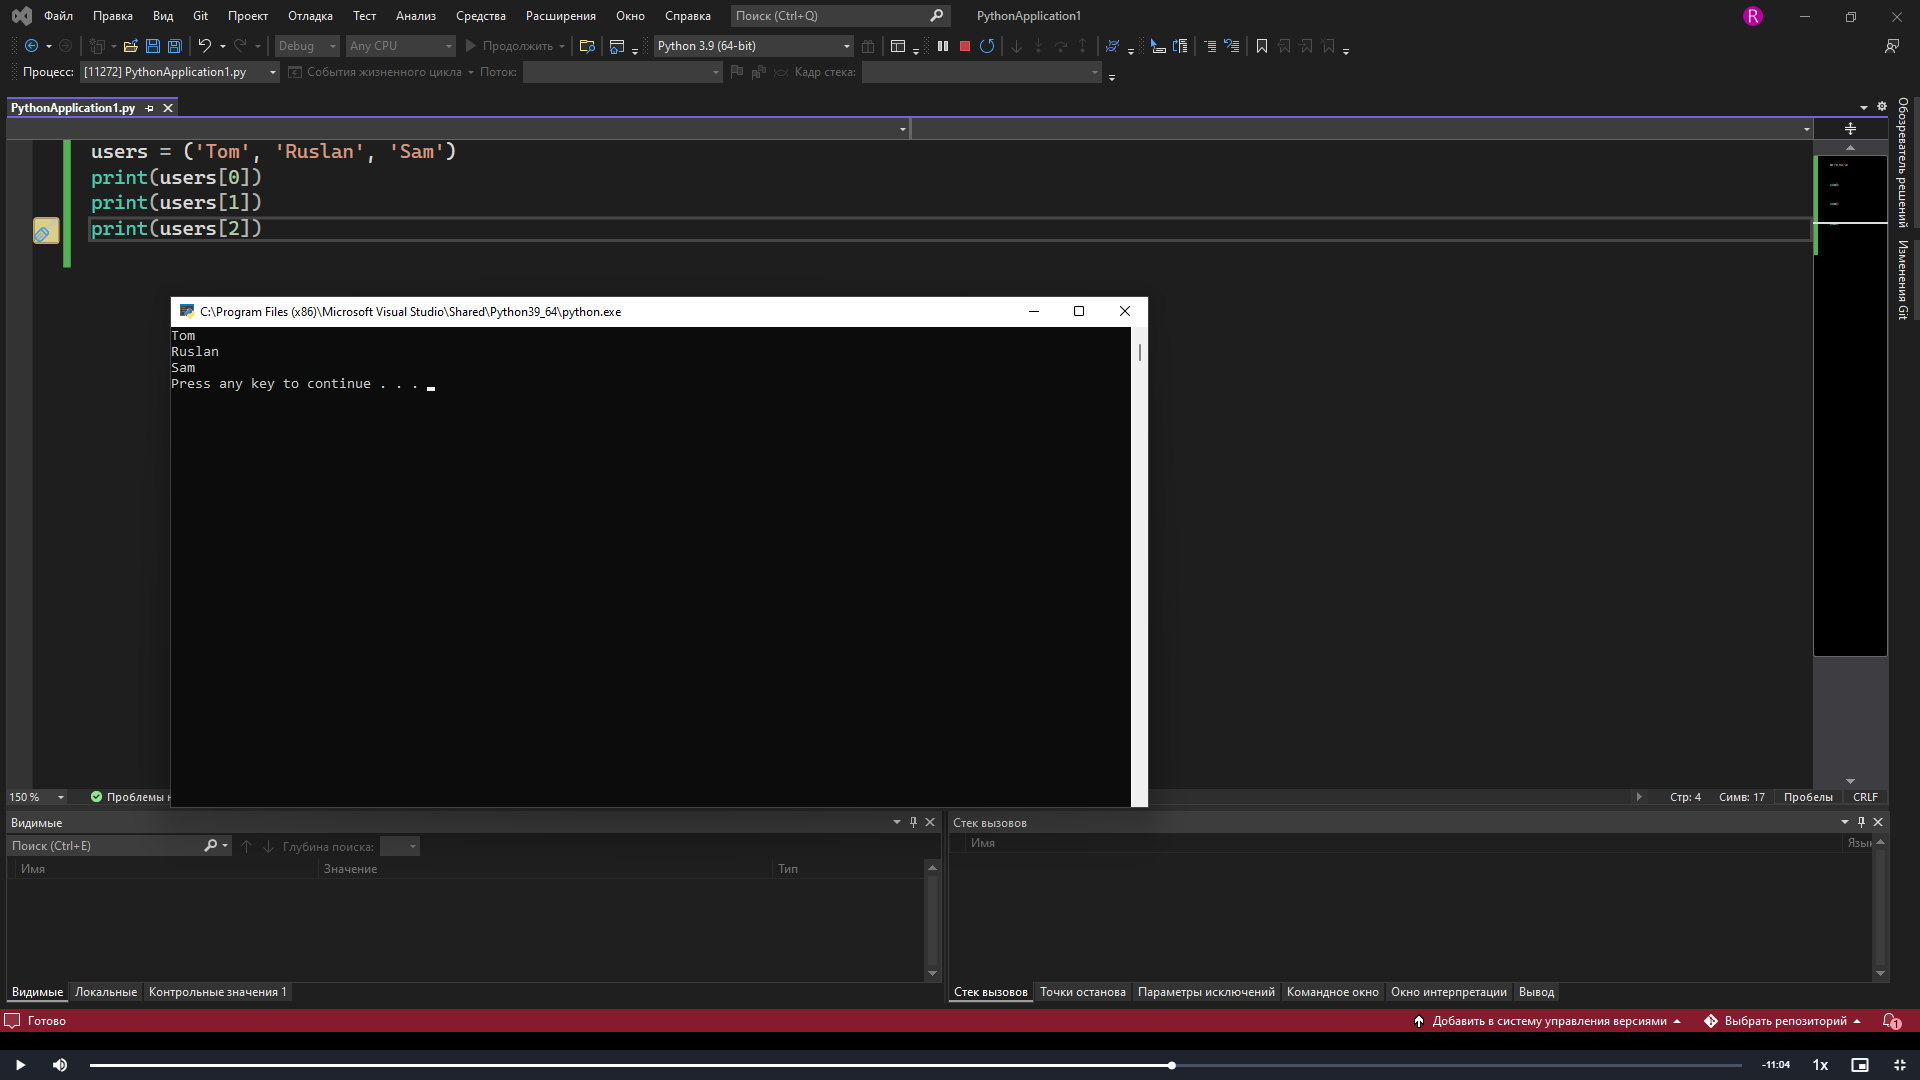 Файл Правка Вид Git Проект Отладка Тест Анализ Средства Расширения Окно Справка Поиск (Ctrl+Q) PythonApplication1 R
Debug Any CPU Продолжить Python 3.9 (64-bit)
Процесс: [11272] PythonApplication1.py События жизненного цикла Поток: Кадр стека:
PythonApplication1.py
users = ('Tom', 'Ruslan', 'Sam')
print(users[0])
print(users[1])
print(users[2])
Обозреватель решений
Изменения Git
C:\Program Files (x86)\Microsoft Visual Studio\Shared\Python39_64\python.exe
Tom
Ruslan
Sam
Press any key to continue . . .
150 % Проблемы Стр: 4 Симв: 17 Пробелы CRLF
Видимые
Поиск (Ctrl+E) Глубина поиска:
Имя Значение Тип
Видимые Локальные Контрольные значения 1
Стек вызовов
Имя Язык
Стек вызовов Точки останова Параметры исключений Командное окно Окно интерпретации Вывод
Готово Добавить в систему управления версиями Выбрать репозиторий 1
-11:04 1x